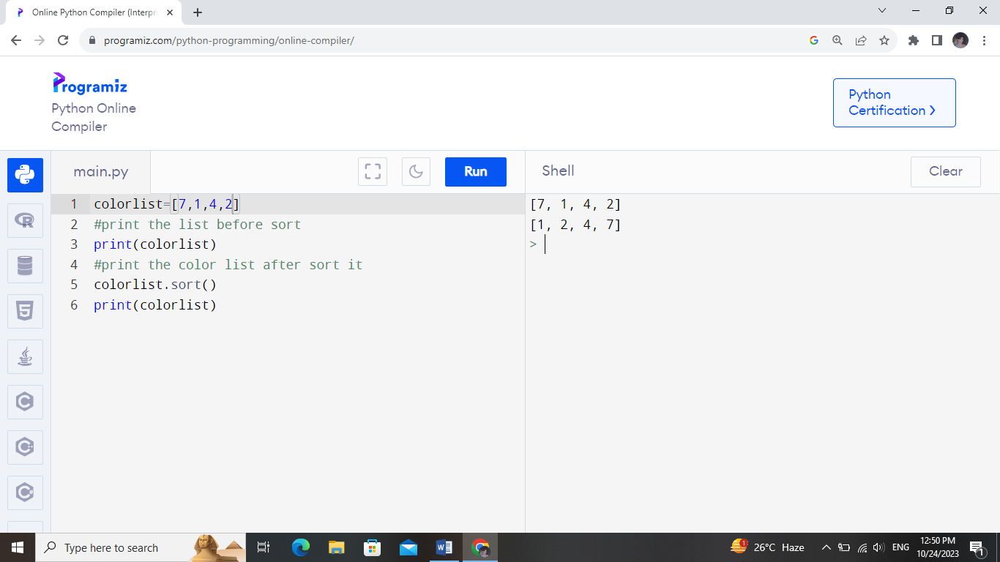 Online Python Compiler (Interpr
programiz.com/python-programming/online-compiler/
Programiz
Python Online
Compiler
Python
Certification
main.py
Run
Shell
Clear
1 colorlist=[7,1,4,2]
2 #print the list before sort
3 print(colorlist)
4 #print the color list after sort it
5 colorlist.sort()
6 print(colorlist)
[7, 1, 4, 2]
[1, 2, 4, 7]
>
Type here to search
1
26°C Haze
ENG
12:50 PM
10/24/2023
1